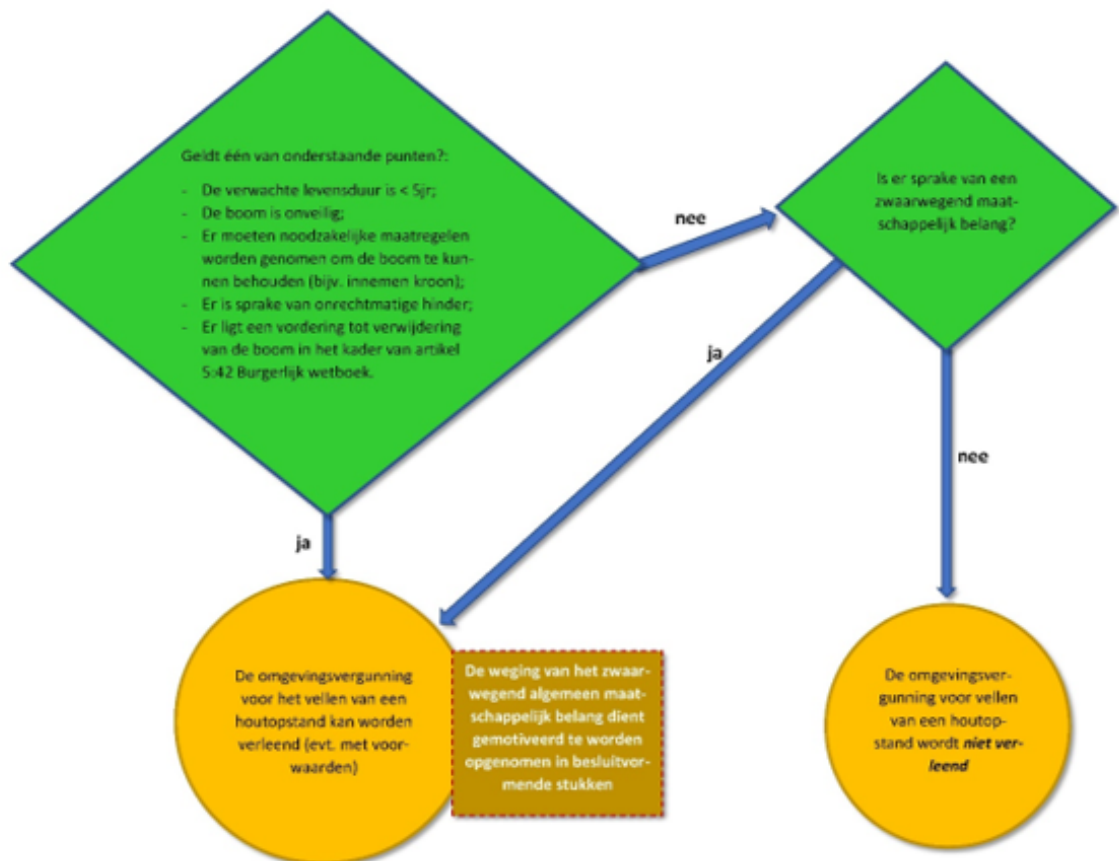 Geldt één van onderstaande punten?:
- De verwachte levensduur is < 5jr;
- De boom is onveilig;
- Er moeten noodzakelijke maatregelen
worden genomen om de boom te kun-
nen behouden (bijv. innemen kroon);
- Er is sprake van onrechtmatige hinder;
- Er ligt een vordering tot verwijdering
van de boom in het kader van artikel
5:42 Burgerlijk wetboek.
nee
Is er sprake van een
zwaarwegend maat-
schappelijk belang?
ja
nee
ja
De omgevingsvergunning
voor het vellen van een
houtopstand kan worden
verleend (evt. met voor-
waarden)
De weging van het zwaar-
wegend algemeen maat-
schappelijk belang dient
gemotiveerd te worden
opgenomen in besluitvor-
mende stukken
De omgevingsver-
gunning voor vellen
van een houtop-
stand wordt niet ver-
leend